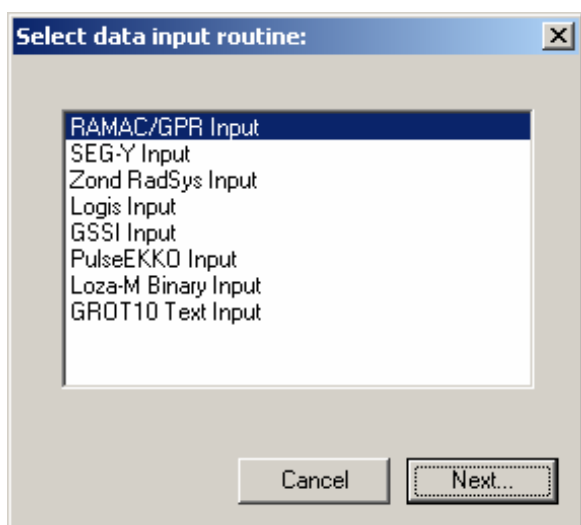 Select data input routine:
RAMAC/GPR Input
SEG-Y Input
Zond RadSys Input
Logis Input
GSSI Input
PulseEKKO Input
Loza-M Binary Input
GROT10 Text Input
Cancel Next...